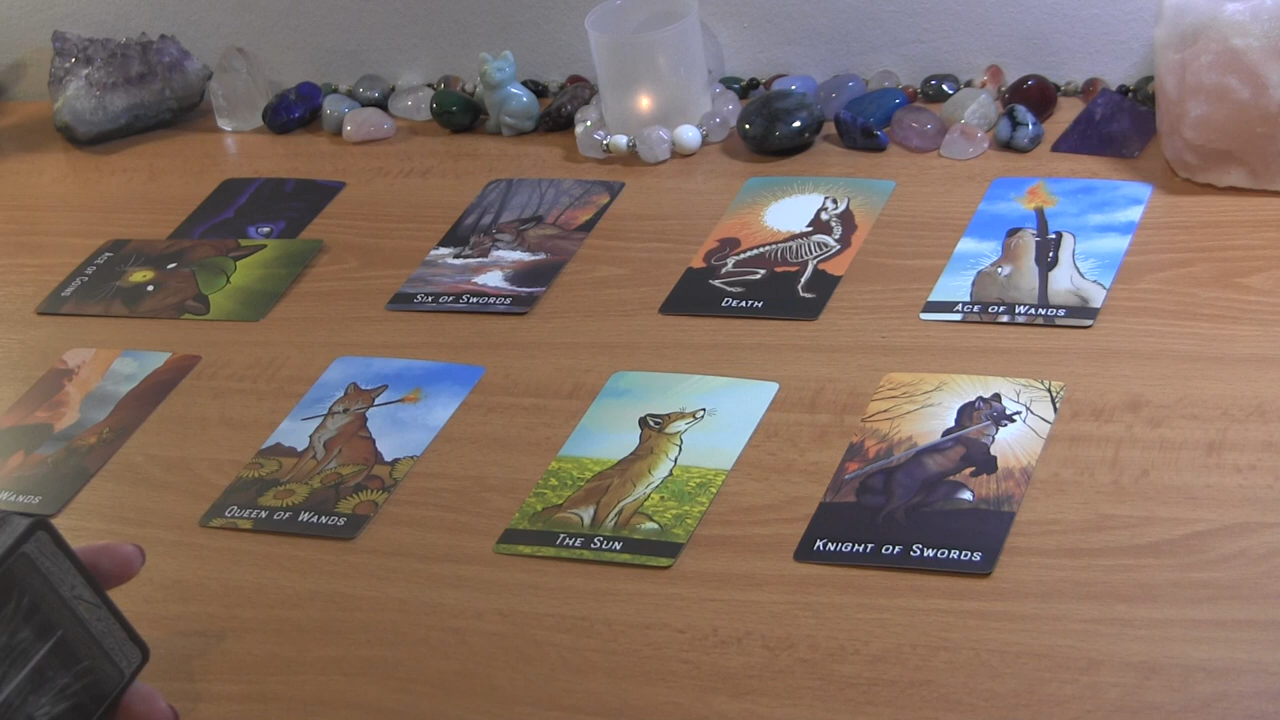 Ace of Coins
Six of Swords
Death
Ace of Wands
Wands
Queen of Wands
The Sun
Knight of Swords